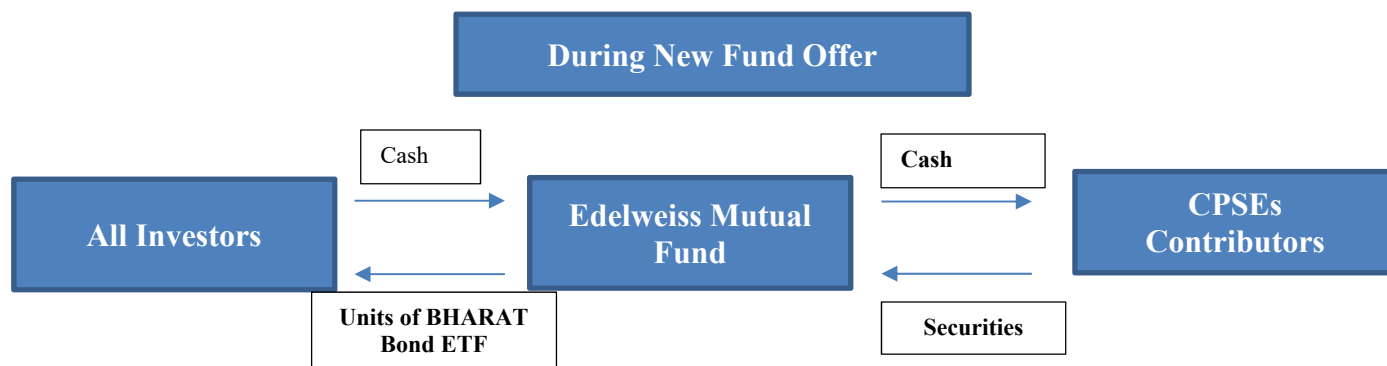 During New Fund Offer
Cash
Cash
All Investors
Edelweiss Mutual
Fund
CPSEs
Contributors
Units of BHARAT
Bond ETF
Securities